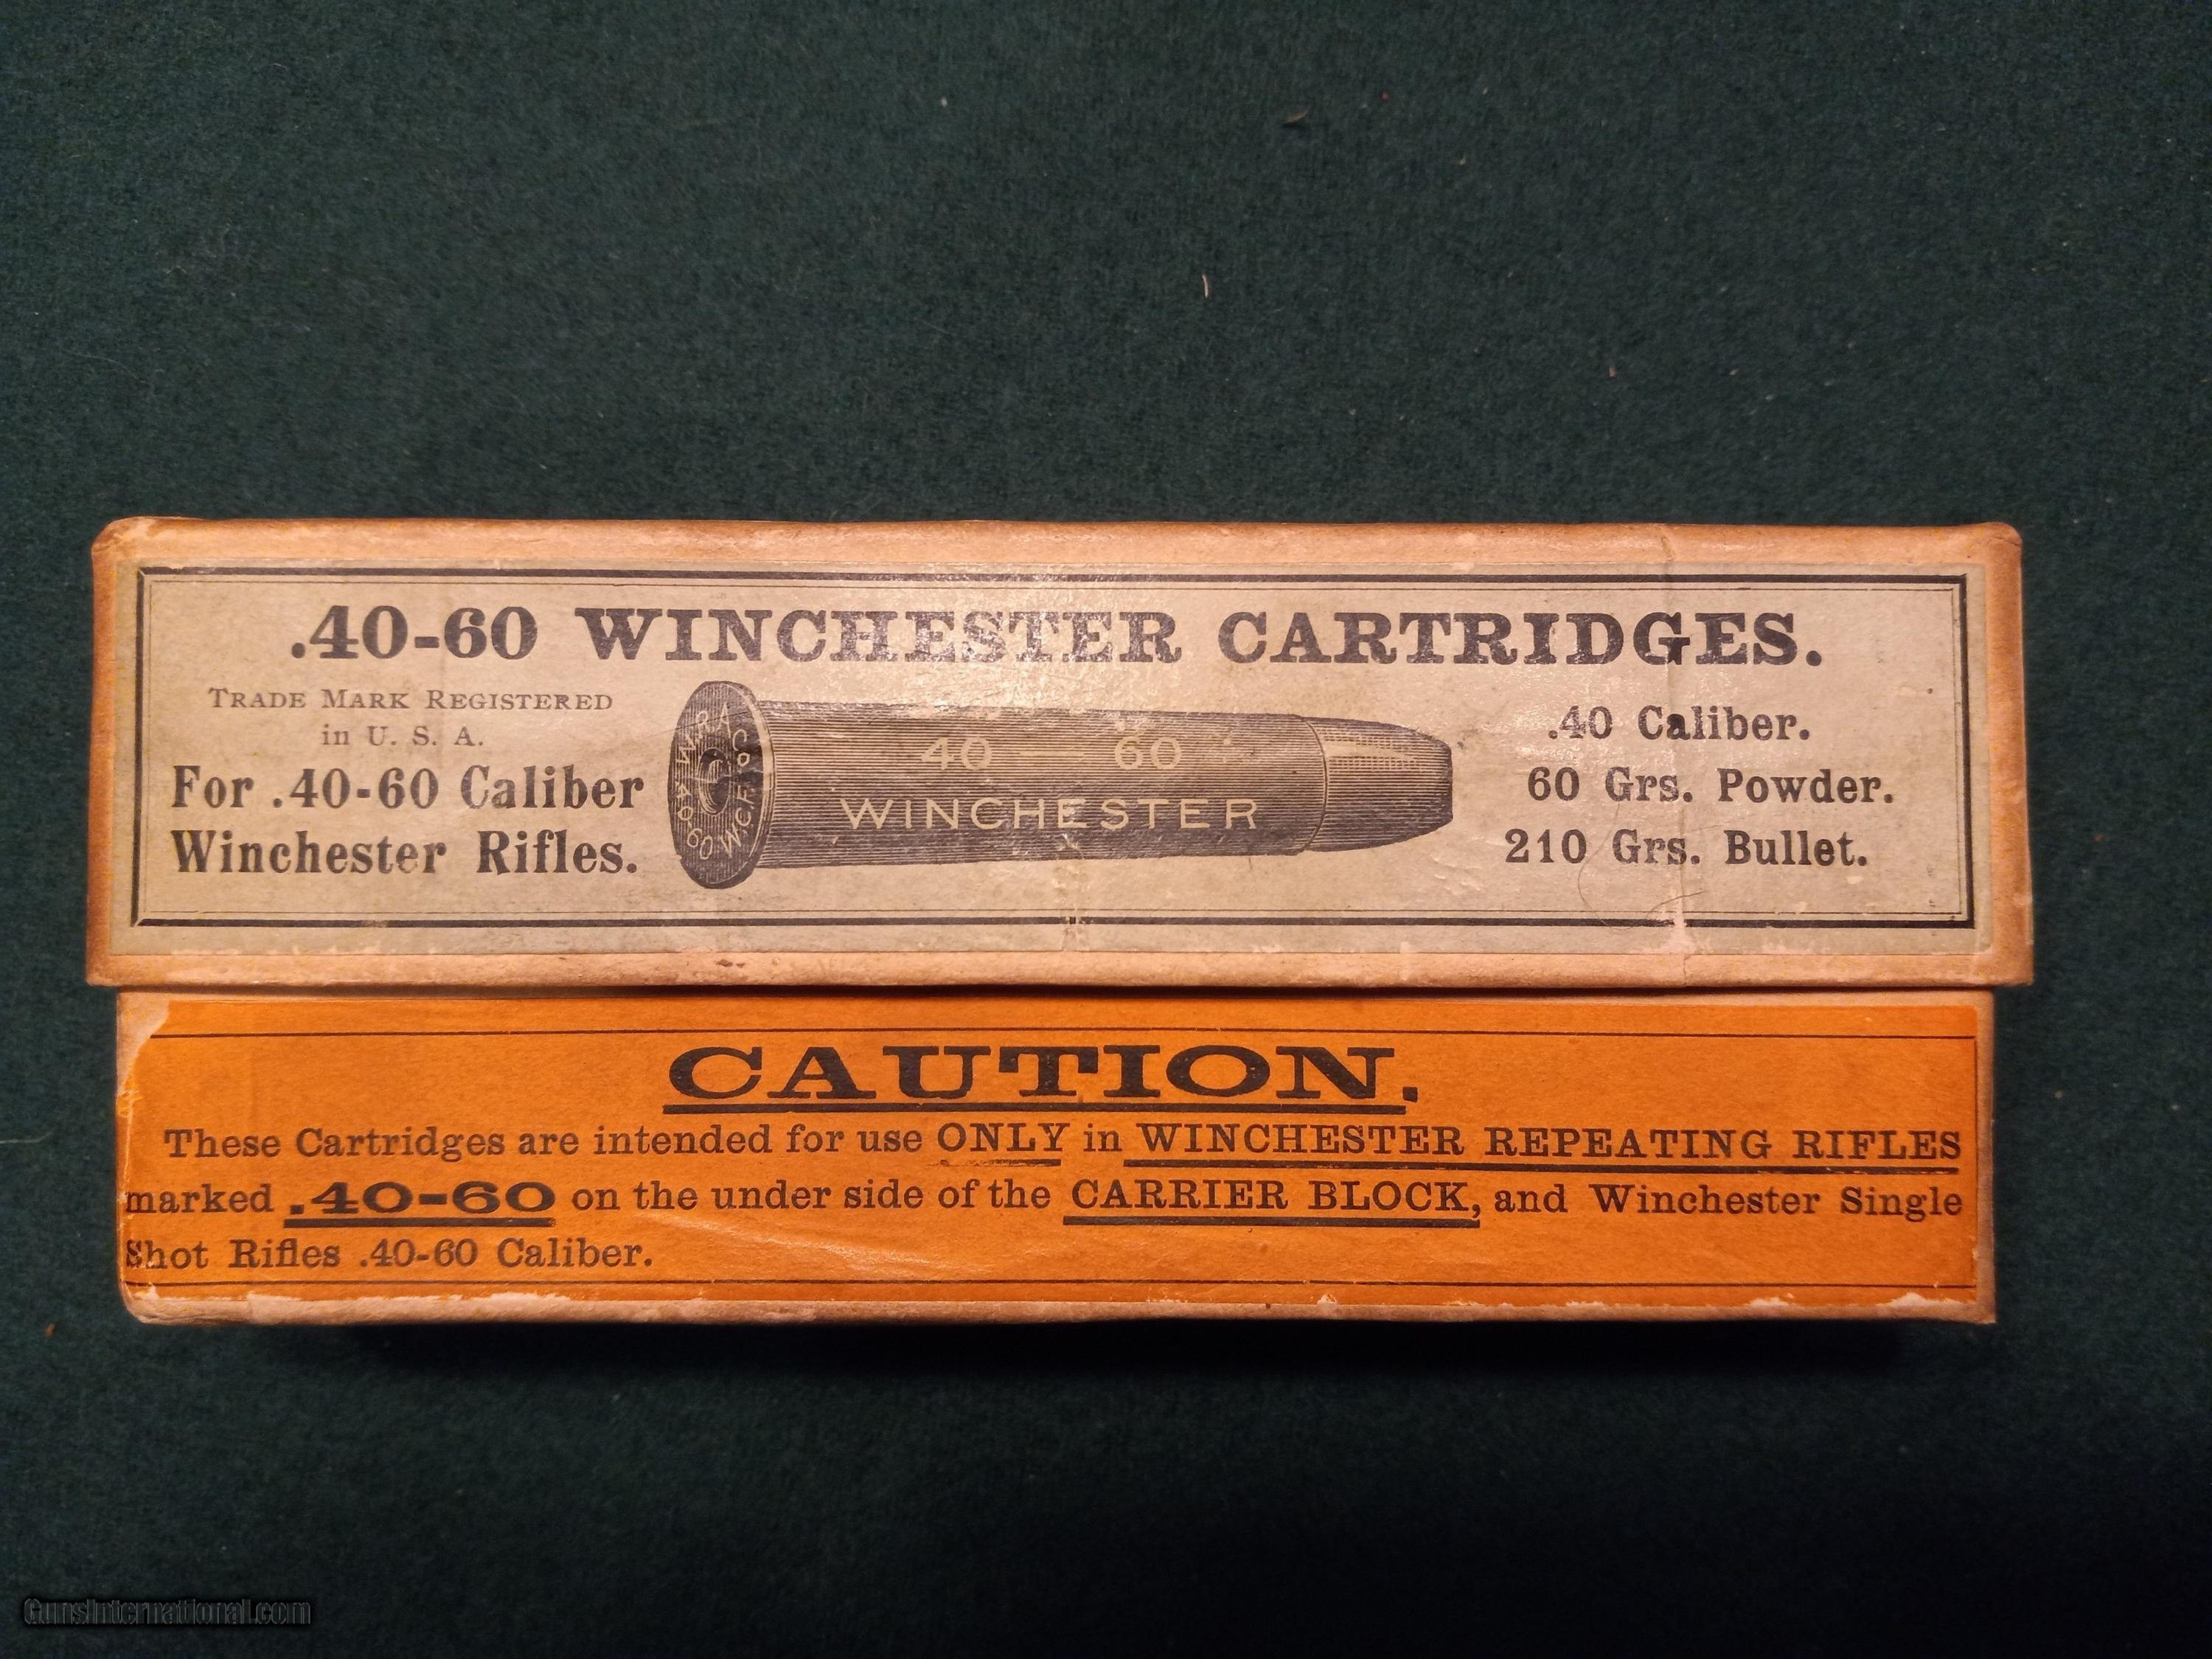 .40-60 WINCHESTER CARTRIDGES.
TRADE MARK REGISTERED
in U. S. A.
For .40-60 Caliber
Winchester Rifles.
W.R.A.CO.
40 60 W.C.F.
40 60
WINCHESTER
.40 Caliber.
60 Grs. Powder.
210 Grs. Bullet.
CAUTION.
These Cartridges are intended for use ONLY in WINCHESTER REPEATING RIFLES
marked .40-60 on the under side of the CARRIER BLOCK, and Winchester Single
Shot Rifles .40-60 Caliber.
GunsInternational.com